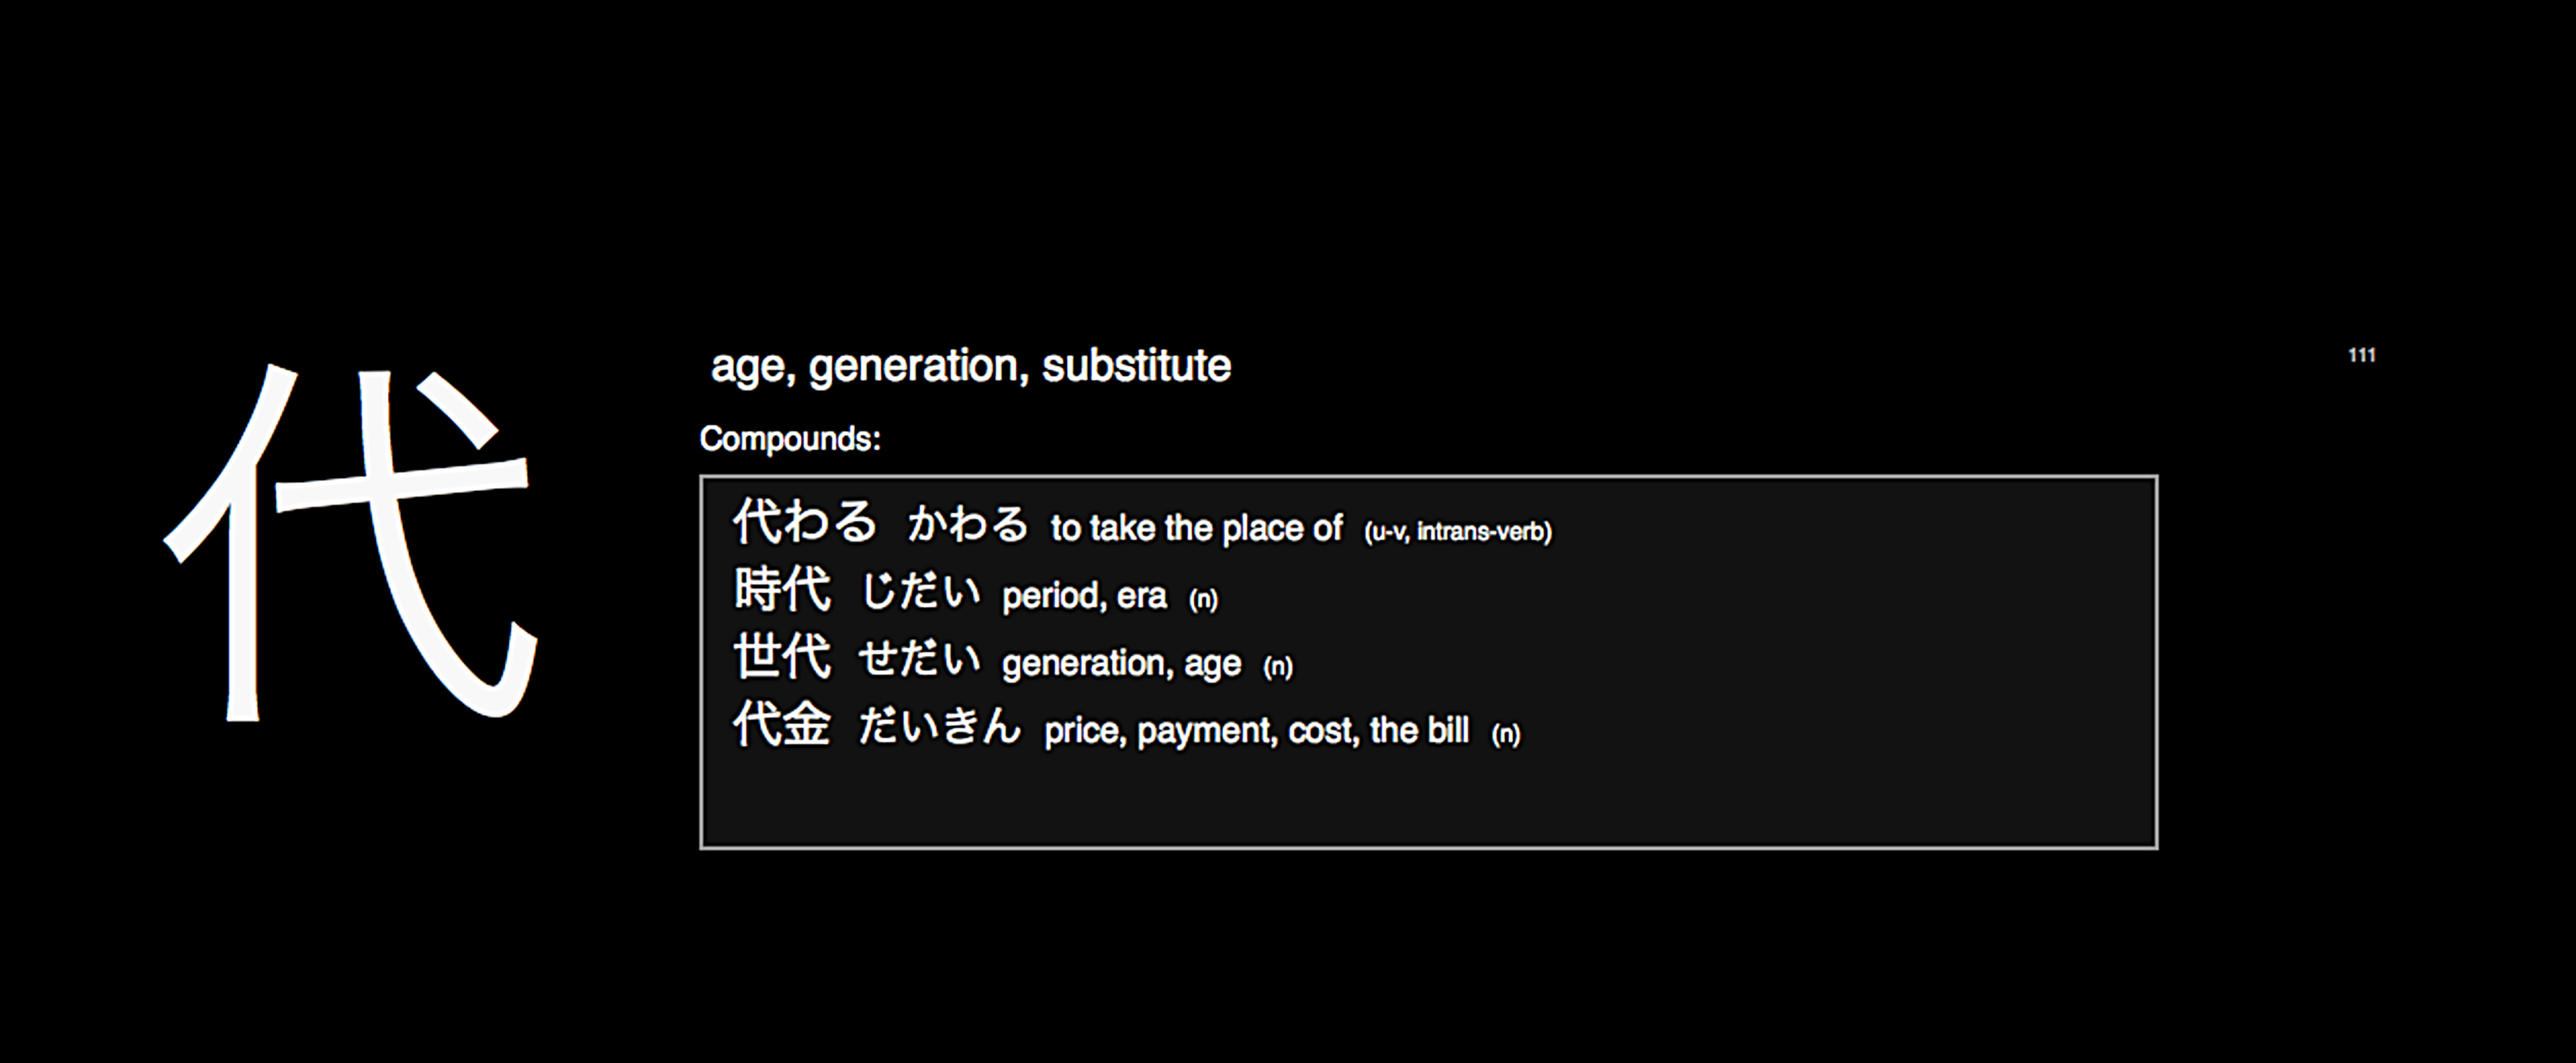 代
age, generation, substitute
111
Compounds:
代わる かわる to take the place of (u-v, intrans-verb)
時代 じだい period, era (n)
世代 せだい generation, age (n)
代金 だいきん price, payment, cost, the bill (n)